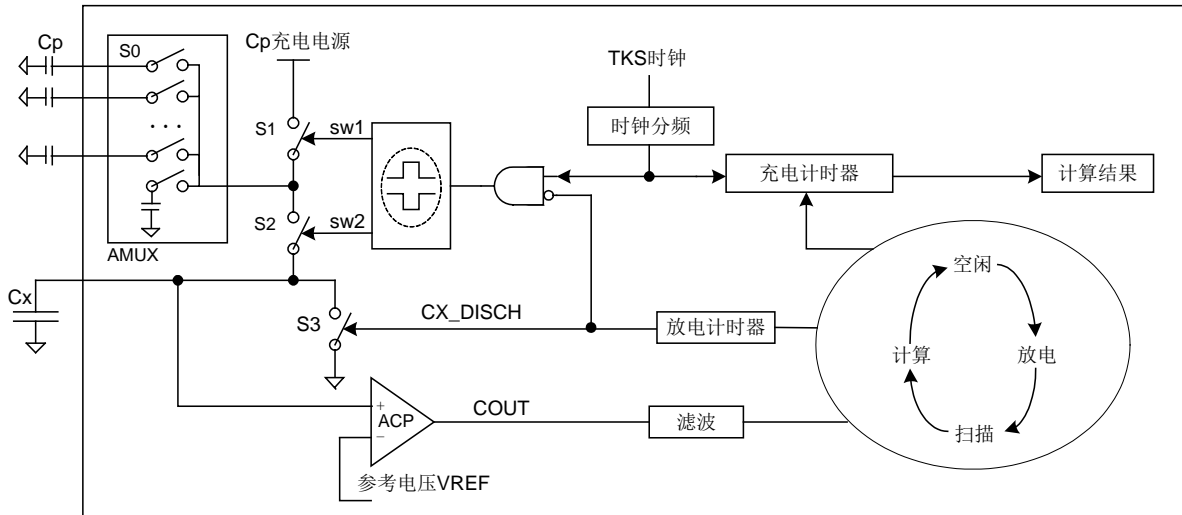 Cp
S0
Cp充电电源
TKS时钟
时钟分频
S1
sw1
充电计时器
计算结果
S2
sw2
AMUX
空闲
Cx
S3
CX_DISCH
放电计时器
计算
放电
+
ACP
−
COUT
滤波
扫描
参考电压VREF